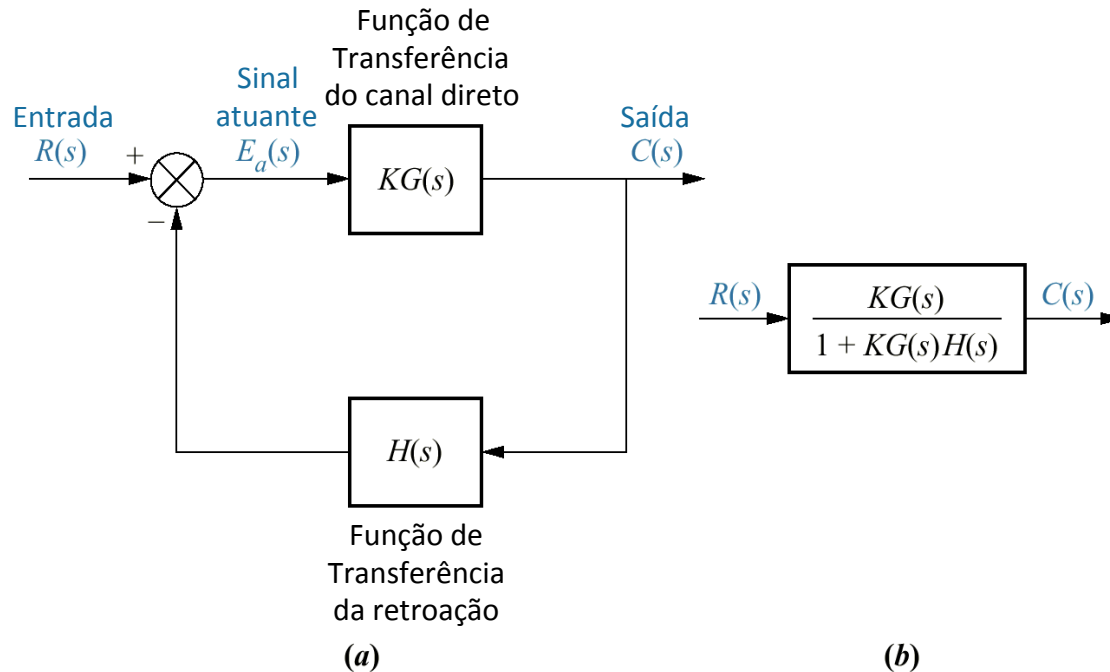 Função de
Transferência
do canal direto
Entrada
R(s)
+
−
Sinal
atuante
E_a(s)
KG(s)
Saída
C(s)
H(s)
Função de
Transferência
da retroação
(a)
R(s)
KG(s)
1 + KG(s)H(s)
C(s)
(b)